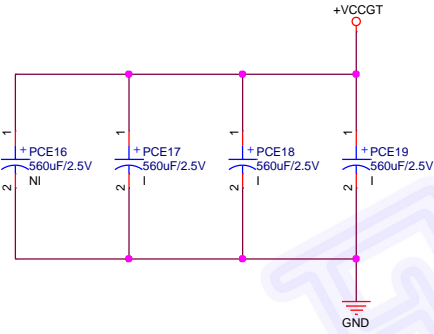 +VCCGT
1
+ PCE16
560uF/2.5V
NI
2
1
+ PCE17
560uF/2.5V
I
2
1
+ PCE18
560uF/2.5V
I
2
1
+ PCE19
560uF/2.5V
I
2
GND